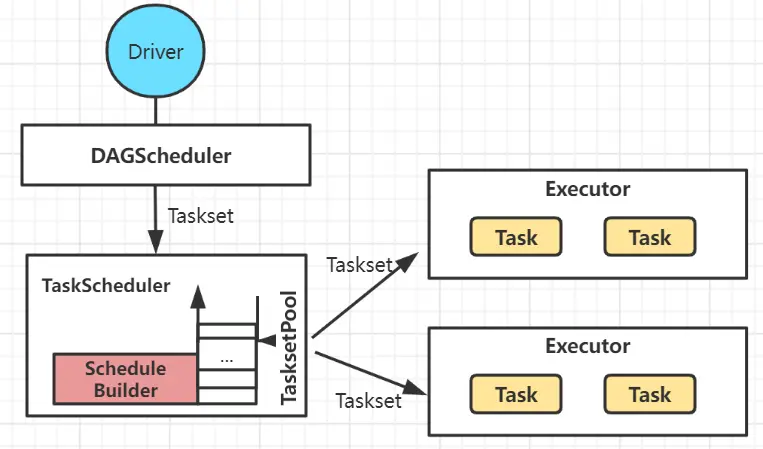 Driver
DAGScheduler
Taskset
TaskScheduler
Schedule
Builder
...
TasksetPool
Taskset
Taskset
Executor
Task Task
Executor
Task Task